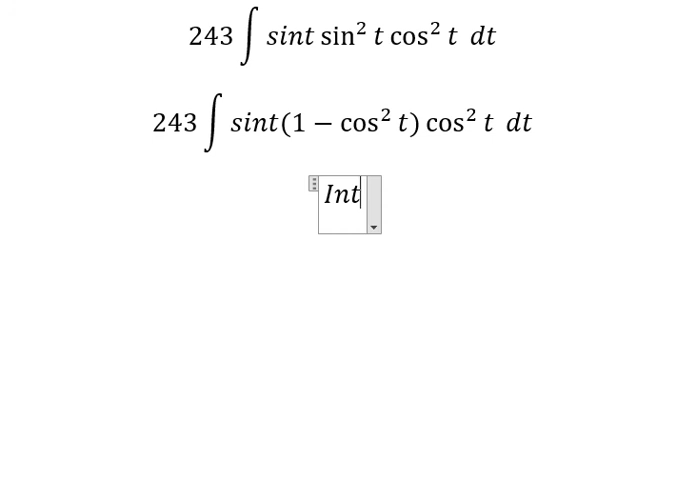 243 ∫ sint sin² t cos² t dt
243 ∫ sint(1 − cos² t) cos² t dt
Int